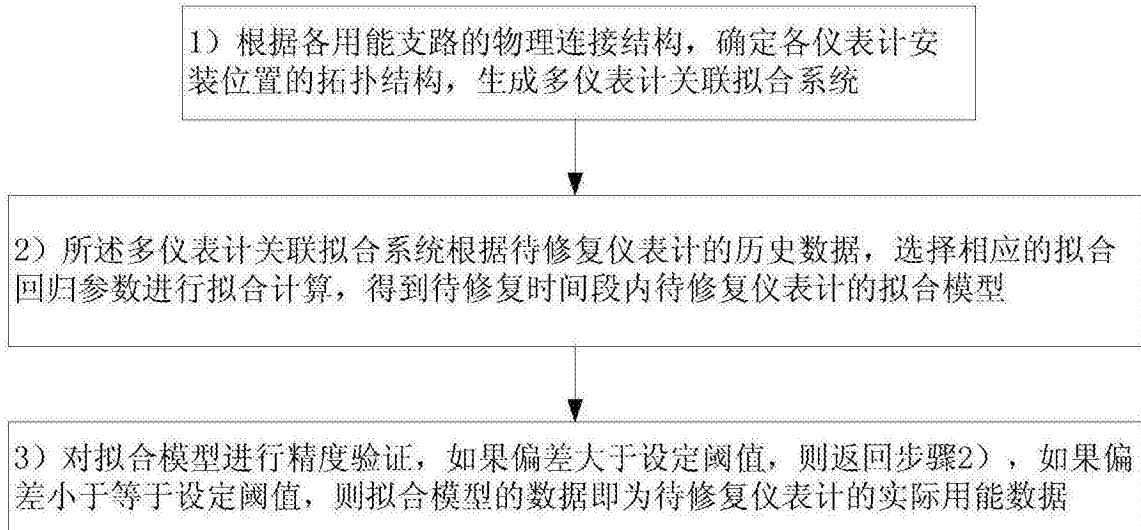 1）根据各用能支路的物理连接结构，确定各仪表计安
装位置的拓扑结构，生成多仪表计关联拟合系统
2）所述多仪表计关联拟合系统根据待修复仪表计的历史数据，选择相应的拟合
回归参数进行拟合计算，得到待修复时间段内待修复仪表计的拟合模型
3）对拟合模型进行精度验证，如果偏差大于设定阈值，则返回步骤2），如果偏
差小于等于设定阈值，则拟合模型的数据即为待修复仪表计的实际用能数据